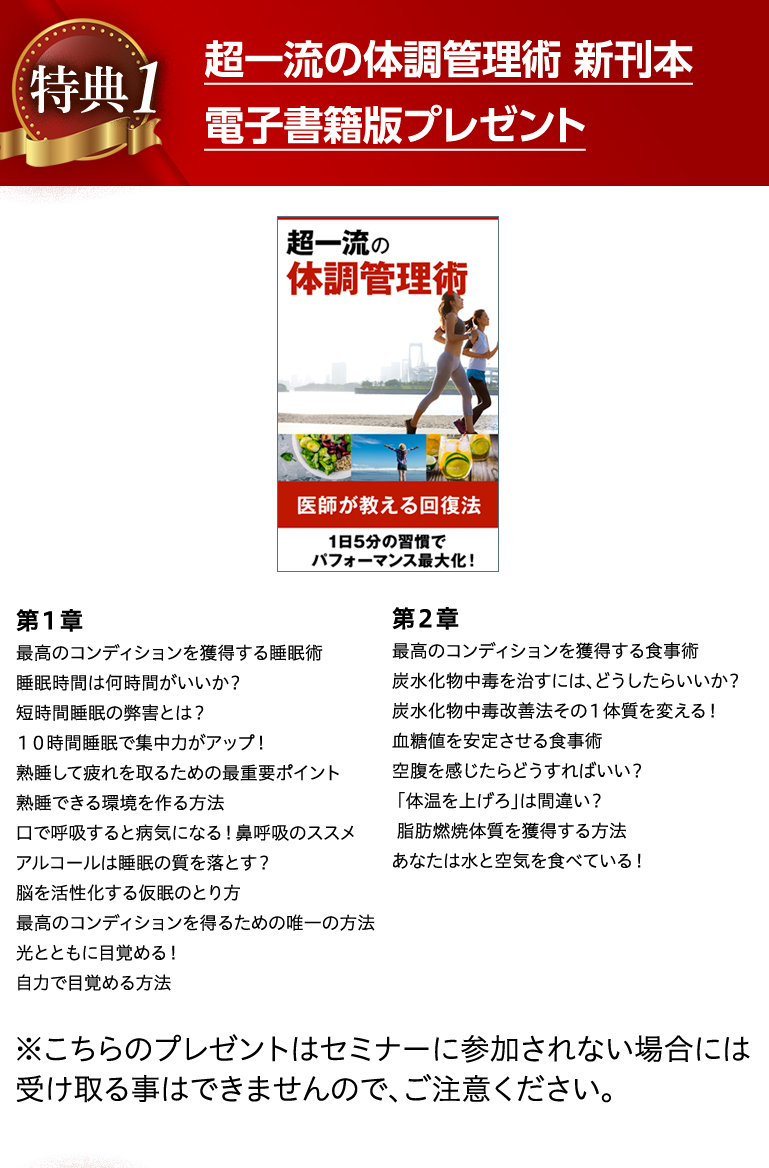 特典1
超一流の体調管理術 新刊本
電子書籍版プレゼント
超一流の
体調管理術
医師が教える回復法
1日5分の習慣で
パフォーマンス最大化！
第１章
最高のコンディションを獲得する睡眠術
睡眠時間は何時間がいいか？
短時間睡眠の弊害とは？
１０時間睡眠で集中力がアップ！
熟睡して疲れを取るための最重要ポイント
熟睡できる環境を作る方法
口で呼吸すると病気になる！鼻呼吸のススメ
アルコールは睡眠の質を落とす？
脳を活性化する仮眠のとり方
最高のコンディションを得るための唯一の方法
光とともに目覚める！
自力で目覚める方法
第２章
最高のコンディションを獲得する食事術
炭水化物中毒を治すには、どうしたらいいか？
炭水化物中毒改善法その１体質を変える！
血糖値を安定させる食事術
空腹を感じたらどうすればいい？
「体温を上げろ」は間違い？
脂肪燃焼体質を獲得する方法
あなたは水と空気を食べている！
※こちらのプレゼントはセミナーに参加されない場合には
受け取る事はできませんので、ご注意ください。